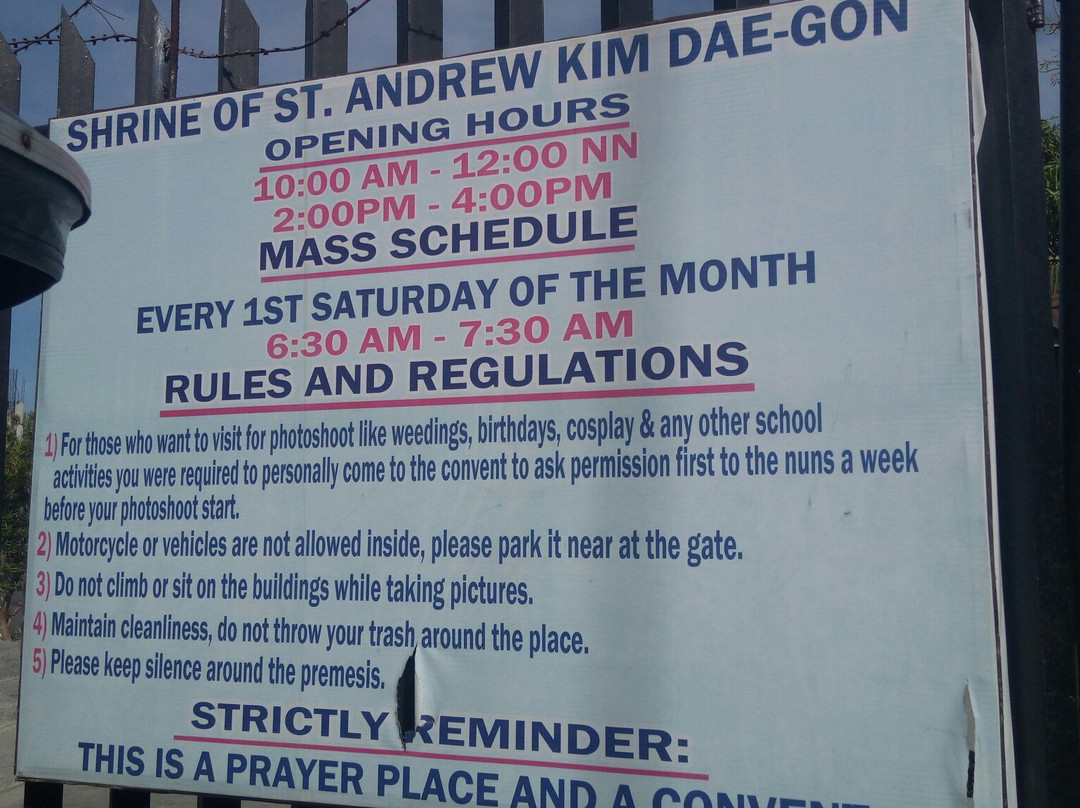 SHRINE OF ST. ANDREW KIM DAE-GON
OPENING HOURS
10:00 AM - 12:00 NN
2:00PM - 4:00PM
MASS SCHEDULE
EVERY 1ST SATURDAY OF THE MONTH
6:30 AM - 7:30 AM
RULES AND REGULATIONS
1) For those who want to visit for photoshoot like weedings, birthdays, cosplay & any other school
activities you were required to personally come to the convent to ask permission first to the nuns a week
before your photoshoot start.
2) Motorcycle or vehicles are not allowed inside, please park it near at the gate.
3) Do not climb or sit on the buildings while taking pictures.
4) Maintain cleanliness, do not throw your trash around the place.
5) Please keep silence around the premesis.
STRICTLY REMINDER:
THIS IS A PRAYER PLACE AND A CONVENT